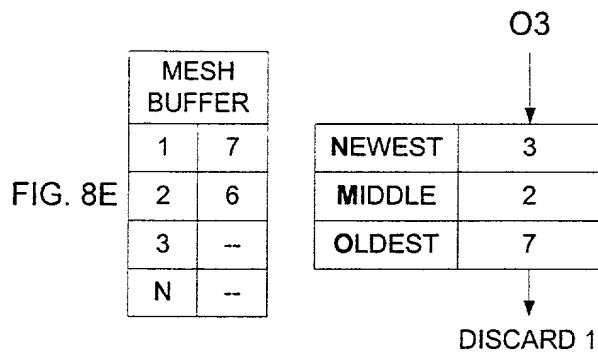 O3
MESH
BUFFER
1 7
2 6
3 --
N --
FIG. 8E
NEWEST 3
MIDDLE 2
OLDEST 7
DISCARD 1